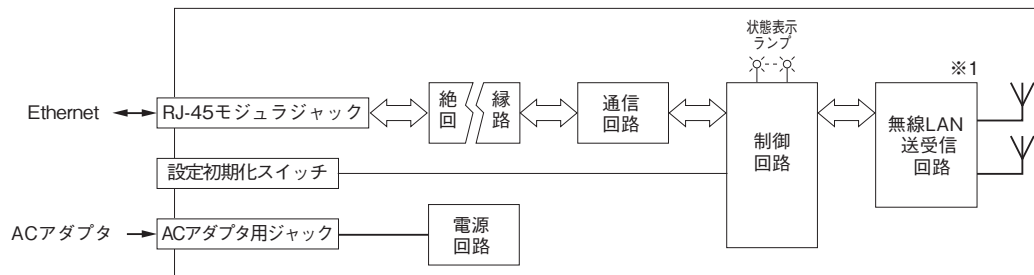 状態表示
ランプ
※1
Ethernet
RJ-45モジュラジャック
絶縁
回路
通信
回路
制御
回路
無線LAN
送受信
回路
設定初期化スイッチ
ACアダプタ
ACアダプタ用ジャック
電源
回路